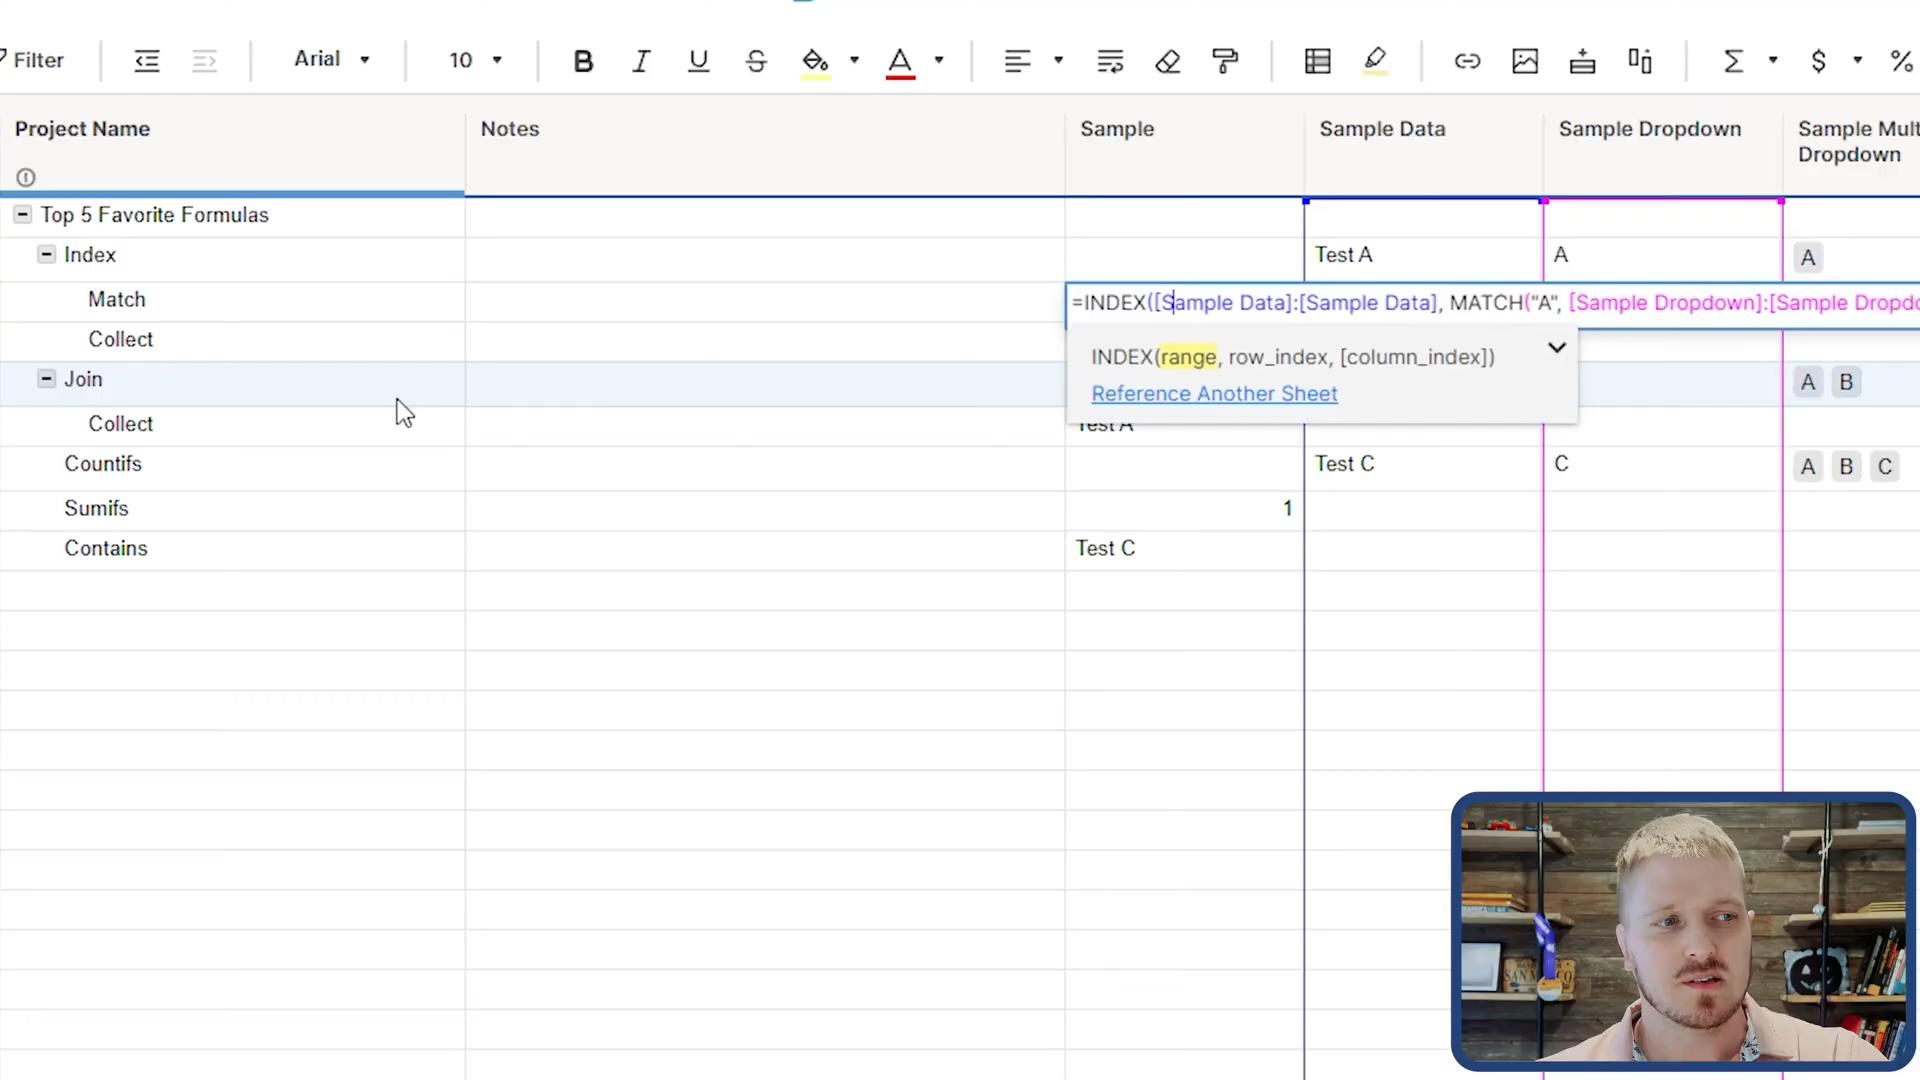 Filter Arial 10 B I U S A Σ $ %
Project Name Notes Sample Sample Data Sample Dropdown Sample Mult
Dropdown
Top 5 Favorite Formulas
Index Test A A A
Match =INDEX([Sample Data]:[Sample Data], MATCH("A", [Sample Dropdown]:[Sample Dropdo
Collect INDEX(range, row_index, [column_index])
Reference Another Sheet
Join A B
Collect Test A
Countifs Test C C A B C
Sumifs 1
Contains Test C